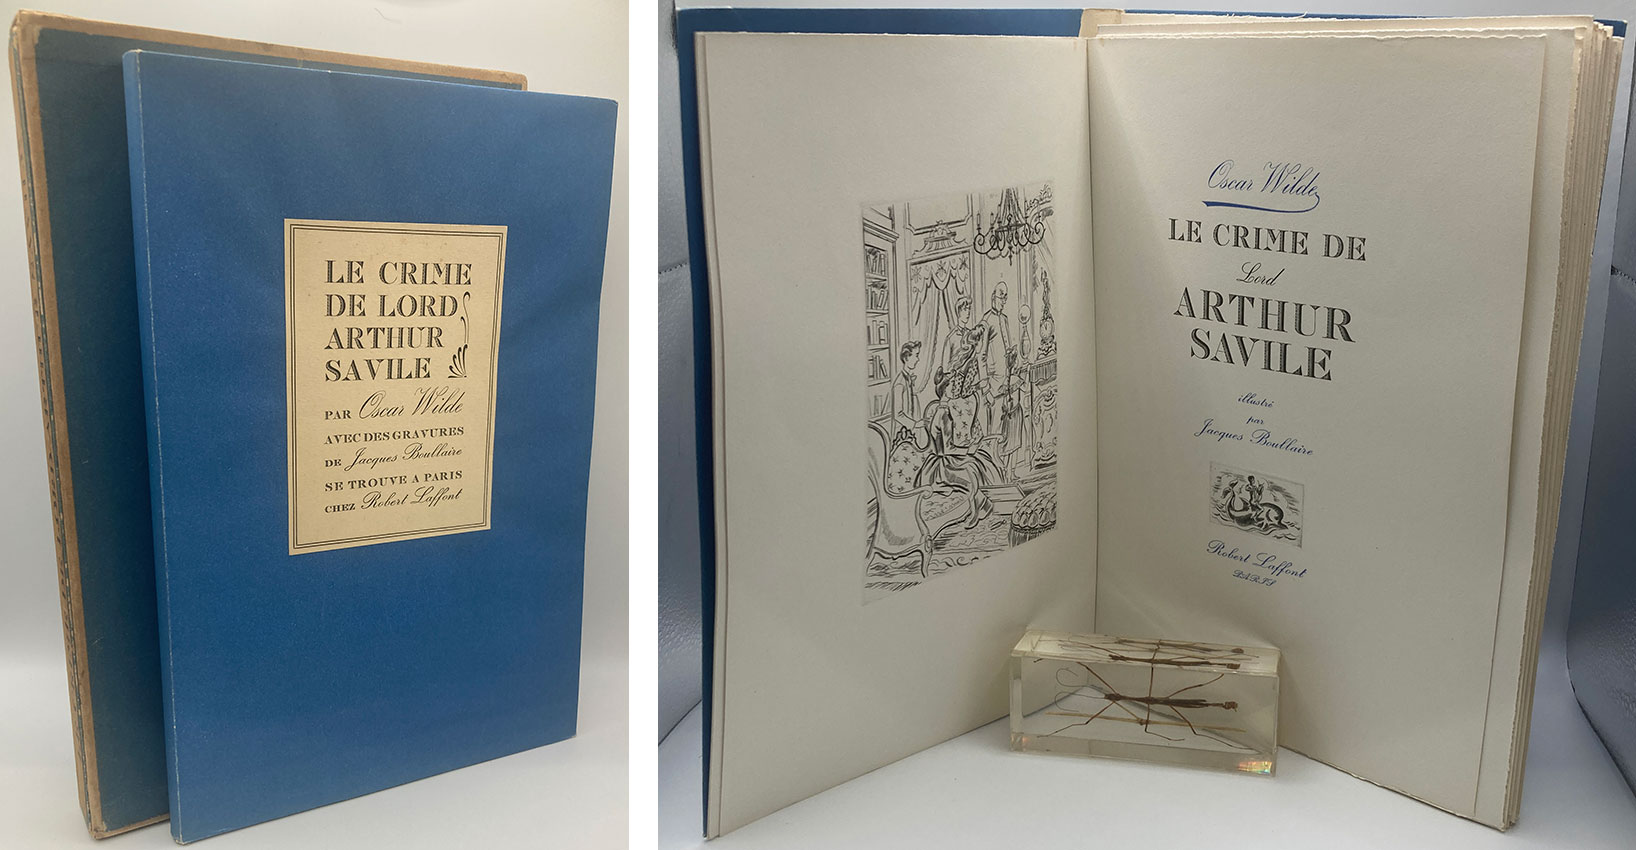 LE CRIME
DE LORD
ARTHUR
SAVILE
PAR Oscar Wilde
AVEC DES GRAVURES
DE Jacques Boullaire
SE TROUVE A PARIS
CHEZ Robert Laffont
Oscar Wilde
LE CRIME DE
Lord
ARTHUR
SAVILE
illustré
par
Jacques Boullaire
Robert Laffont
PARIS